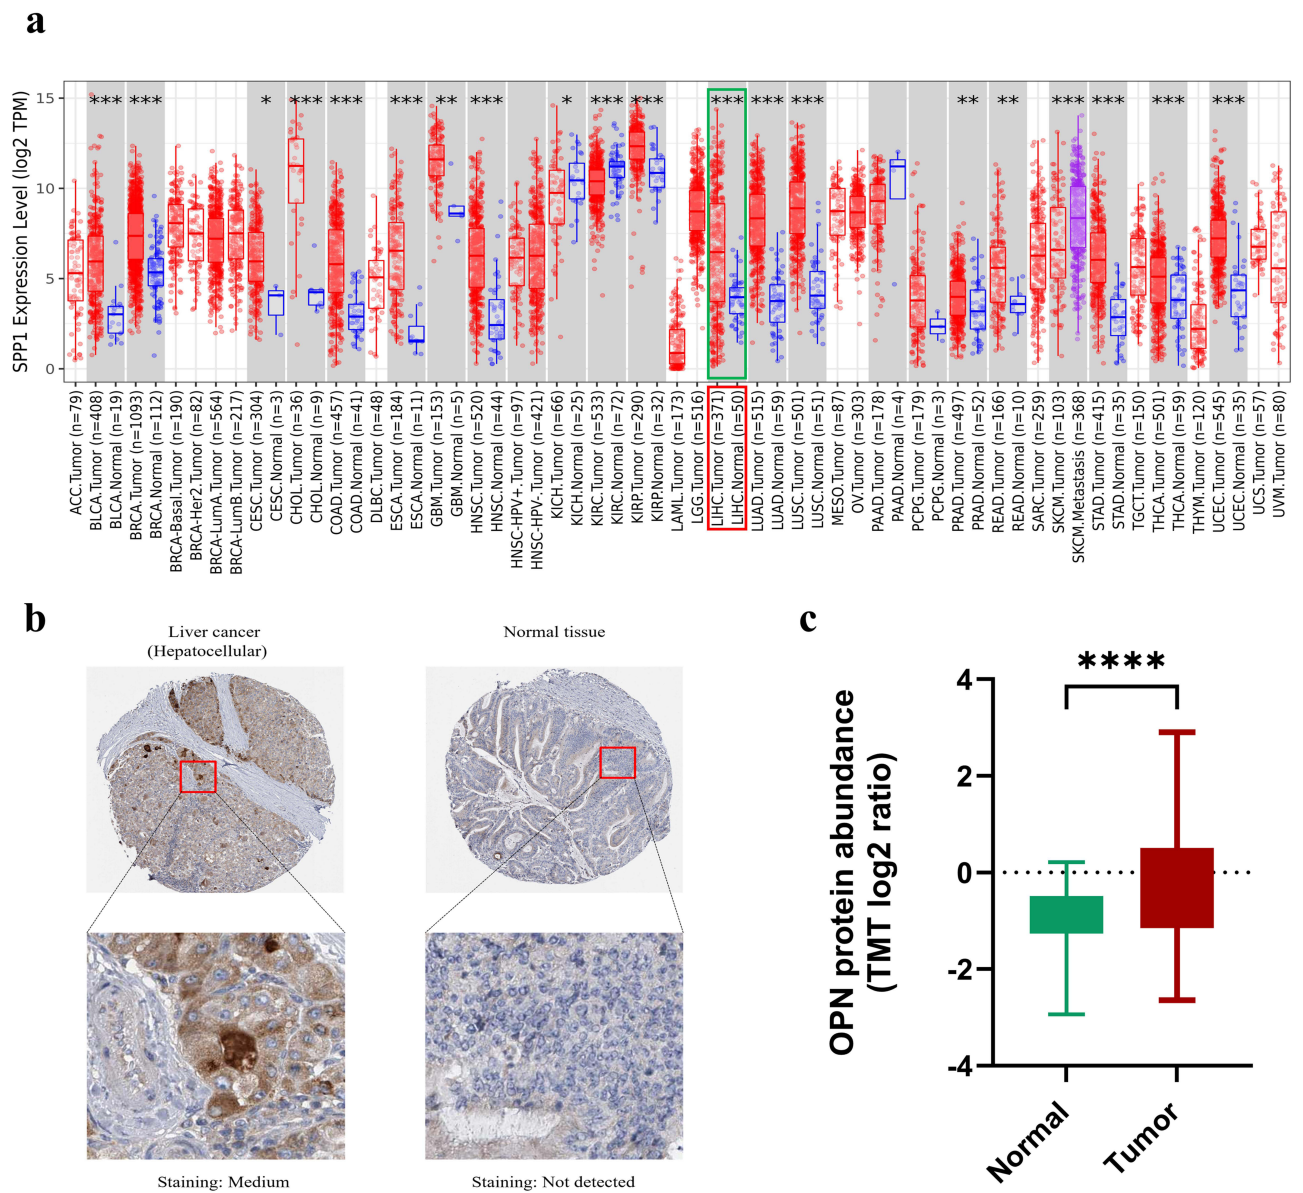 a
SPP1 Expression Level (log2 TPM)
15
10
5
0
*** *** * *** *** *** ** *** * *** *** *** *** *** ** ** *** *** *** ***
ACC.Tumor (n=79)
BLCA.Tumor (n=408)
BLCA.Normal (n=19)
BRCA.Tumor (n=1093)
BRCA.Normal (n=112)
BRCA-Basal.Tumor (n=190)
BRCA-Her2.Tumor (n=82)
BRCA-LumA.Tumor (n=564)
BRCA-LumB.Tumor (n=217)
CESC.Tumor (n=304)
CESC.Normal (n=3)
CHOL.Tumor (n=36)
CHOL.Normal (n=9)
COAD.Tumor (n=457)
COAD.Normal (n=41)
DLBC.Tumor (n=48)
ESCA.Tumor (n=184)
ESCA.Normal (n=11)
GBM.Tumor (n=153)
GBM.Normal (n=5)
HNSC.Tumor (n=520)
HNSC.Normal (n=44)
HNSC-HPV+.Tumor (n=97)
HNSC-HPV-.Tumor (n=421)
KICH.Tumor (n=66)
KICH.Normal (n=25)
KIRC.Tumor (n=533)
KIRC.Normal (n=72)
KIRP.Tumor (n=290)
KIRP.Normal (n=32)
LAML.Tumor (n=173)
LGG.Tumor (n=516)
LIHC.Tumor (n=371)
LIHC.Normal (n=50)
LUAD.Tumor (n=515)
LUAD.Normal (n=59)
LUSC.Tumor (n=501)
LUSC.Normal (n=51)
MESO.Tumor (n=87)
OV.Tumor (n=303)
PAAD.Tumor (n=178)
PAAD.Normal (n=4)
PCPG.Tumor (n=179)
PCPG.Normal (n=3)
PRAD.Tumor (n=497)
PRAD.Normal (n=52)
READ.Tumor (n=166)
READ.Normal (n=10)
SARC.Tumor (n=259)
SKCM.Tumor (n=103)
SKCM.Metastasis (n=368)
STAD.Tumor (n=415)
STAD.Normal (n=35)
TGCT.Tumor (n=150)
THCA.Tumor (n=501)
THCA.Normal (n=59)
THYM.Tumor (n=120)
UCEC.Tumor (n=545)
UCEC.Normal (n=35)
UCS.Tumor (n=57)
UVM.Tumor (n=80)
b
Liver cancer
(Hepatocellular)
Normal tissue
Staining: Medium
Staining: Not detected
c
OPN protein abundance
(TMT log2 ratio)
4
2
0
-2
-4
****
Normal
Tumor